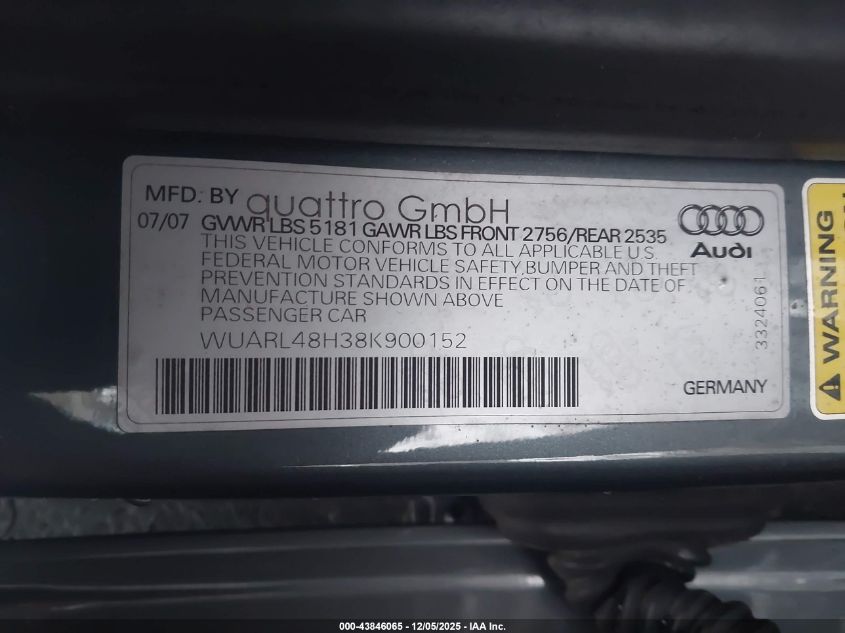 MFD: BY quattro GmbH
07/07 GVWR LBS 5181 GAWR LBS FRONT 2756/REAR 2535
THIS VEHICLE CONFORMS TO ALL APPLICABLE U.S.
FEDERAL MOTOR VEHICLE SAFETY,BUMPER AND THEFT
PREVENTION STANDARDS IN EFFECT ON THE DATE OF
MANUFACTURE SHOWN ABOVE
PASSENGER CAR
WUARL48H38K900152
Audi
3324061
GERMANY
WARNING
000-43846065 - 12/05/2025 - IAA Inc.